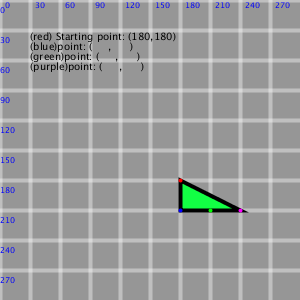 0 30 60 90 120 150 180 210 240 270
0
30
(red) Starting point: (180,180)
(blue)point: ( , )
(green)point: ( , )
60
(purple)point: ( , )
90
120
150
180
210
240
270